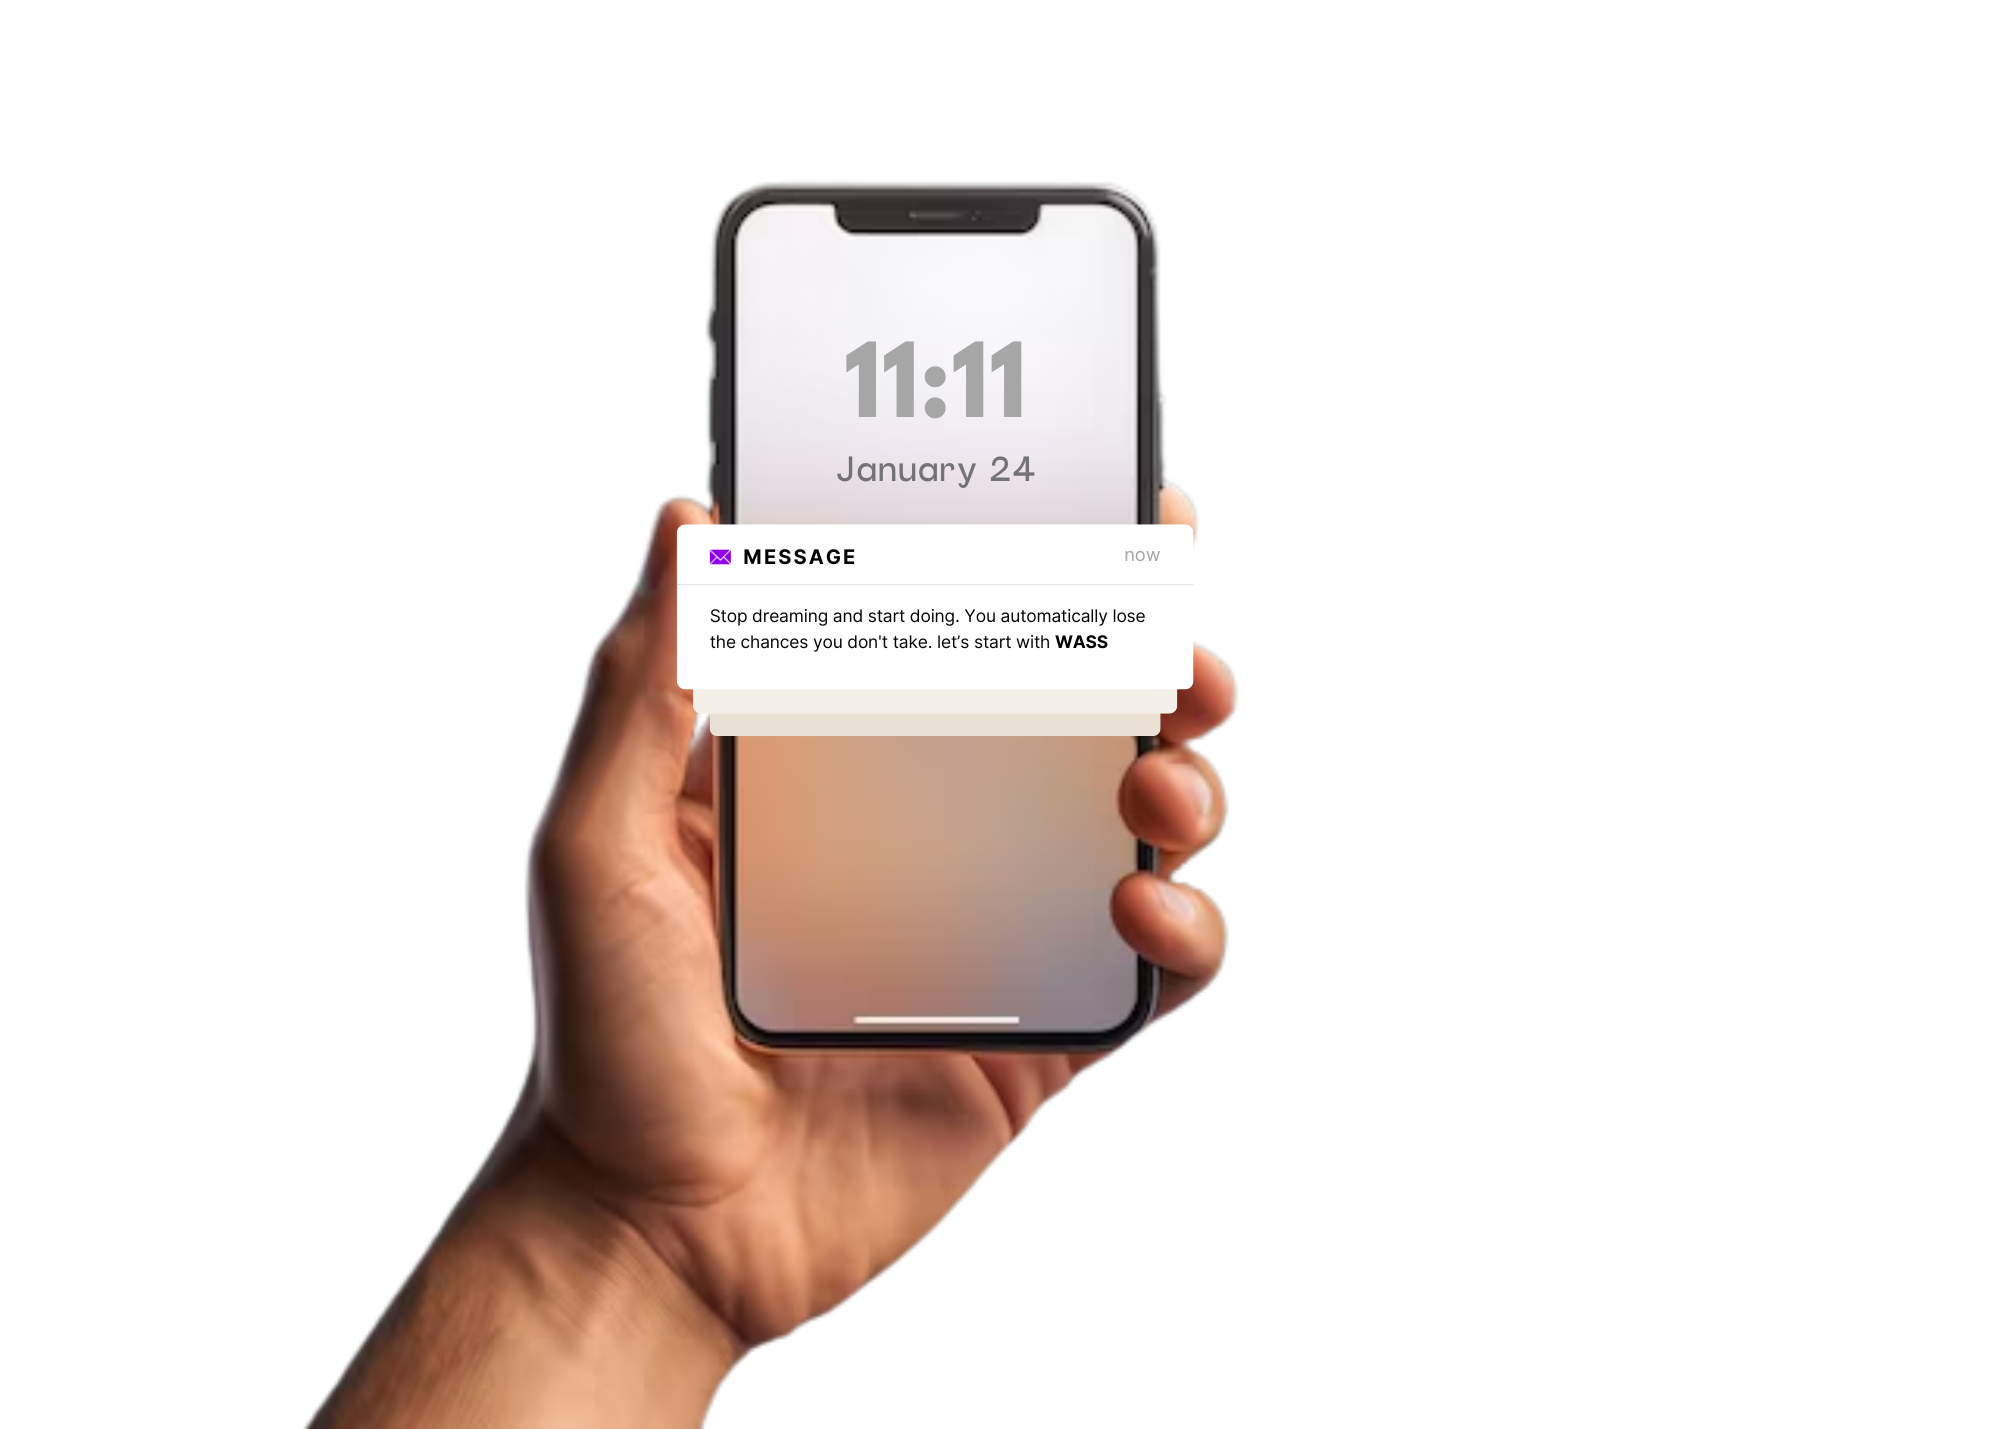 11:11
January 24
MESSAGE
now
Stop dreaming and start doing. You automatically lose
the chances you don't take. let’s start with WASS